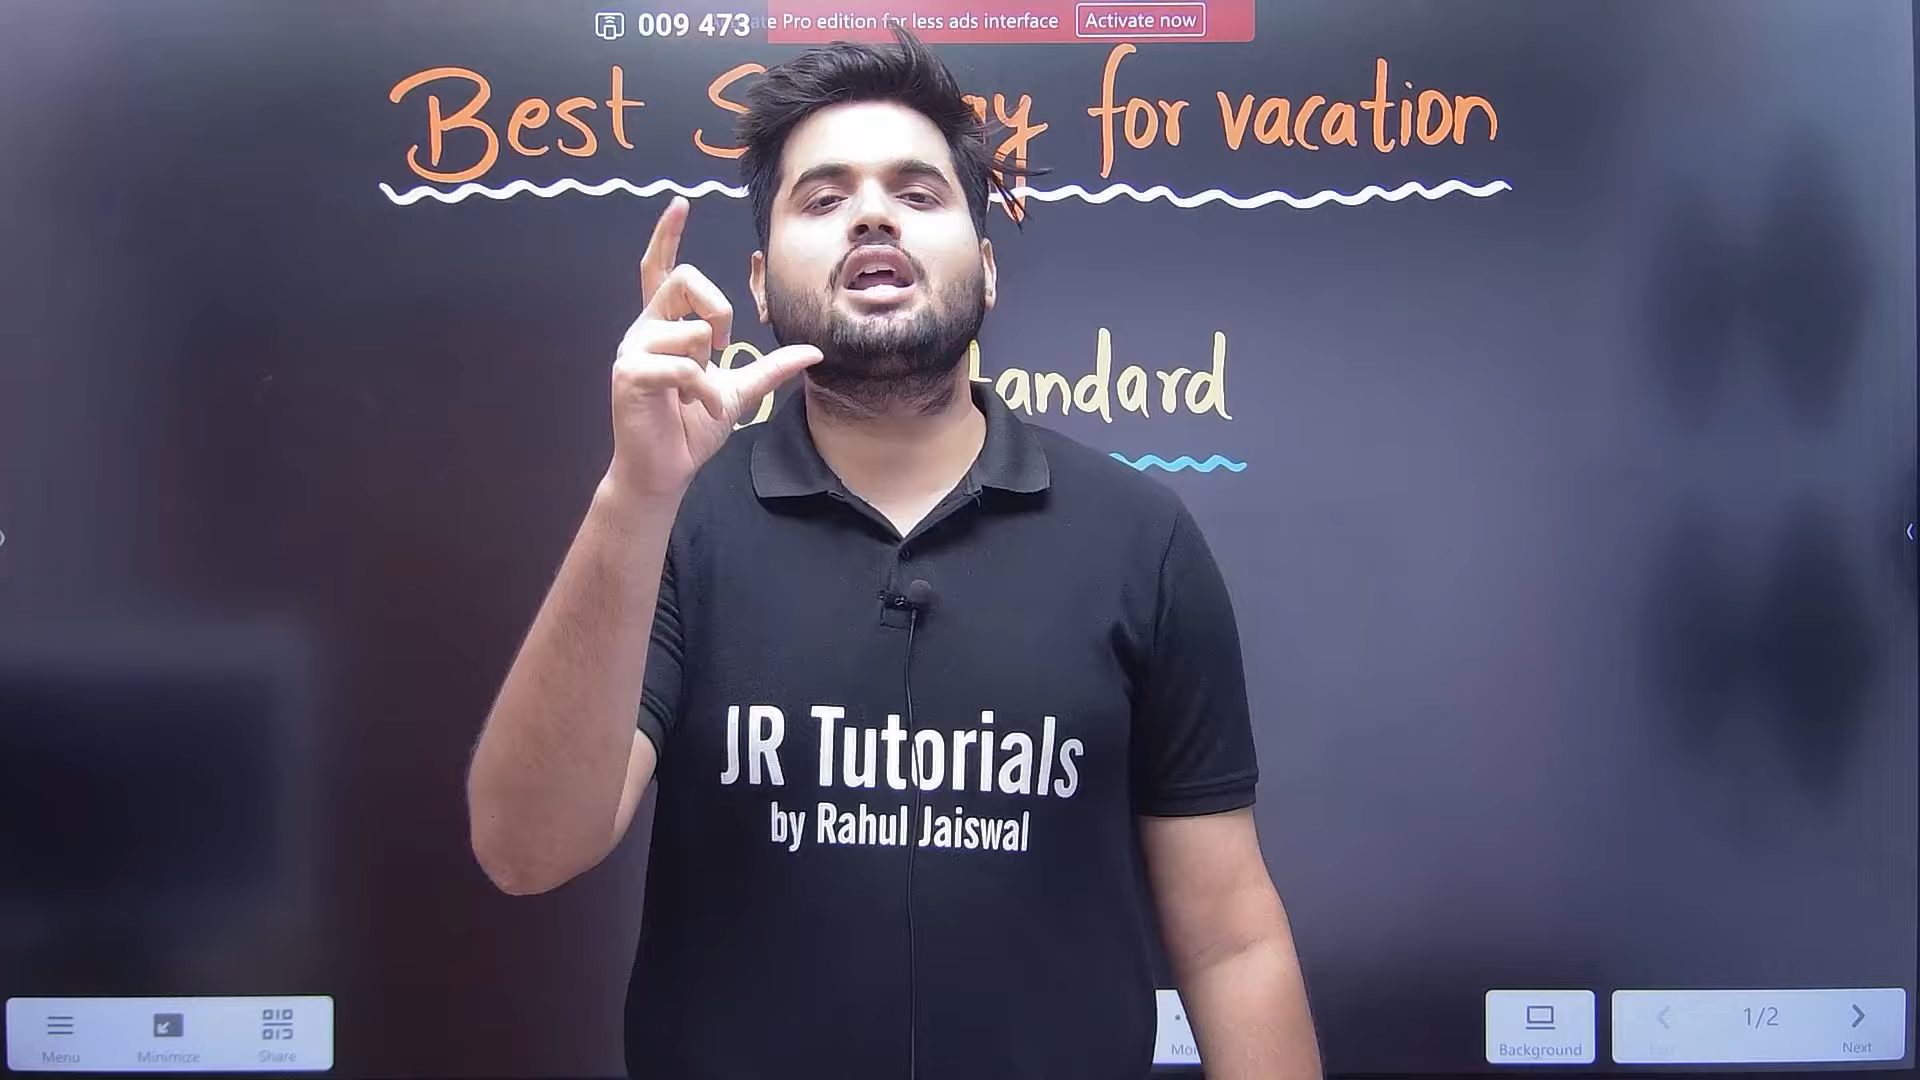 009 473
e Pro edition for less ads interface Activate now
Best for vacation
tandard
JR Tutorials
by Rahul Jaiswal
Menu Minimize Share
Background
1/2
Next